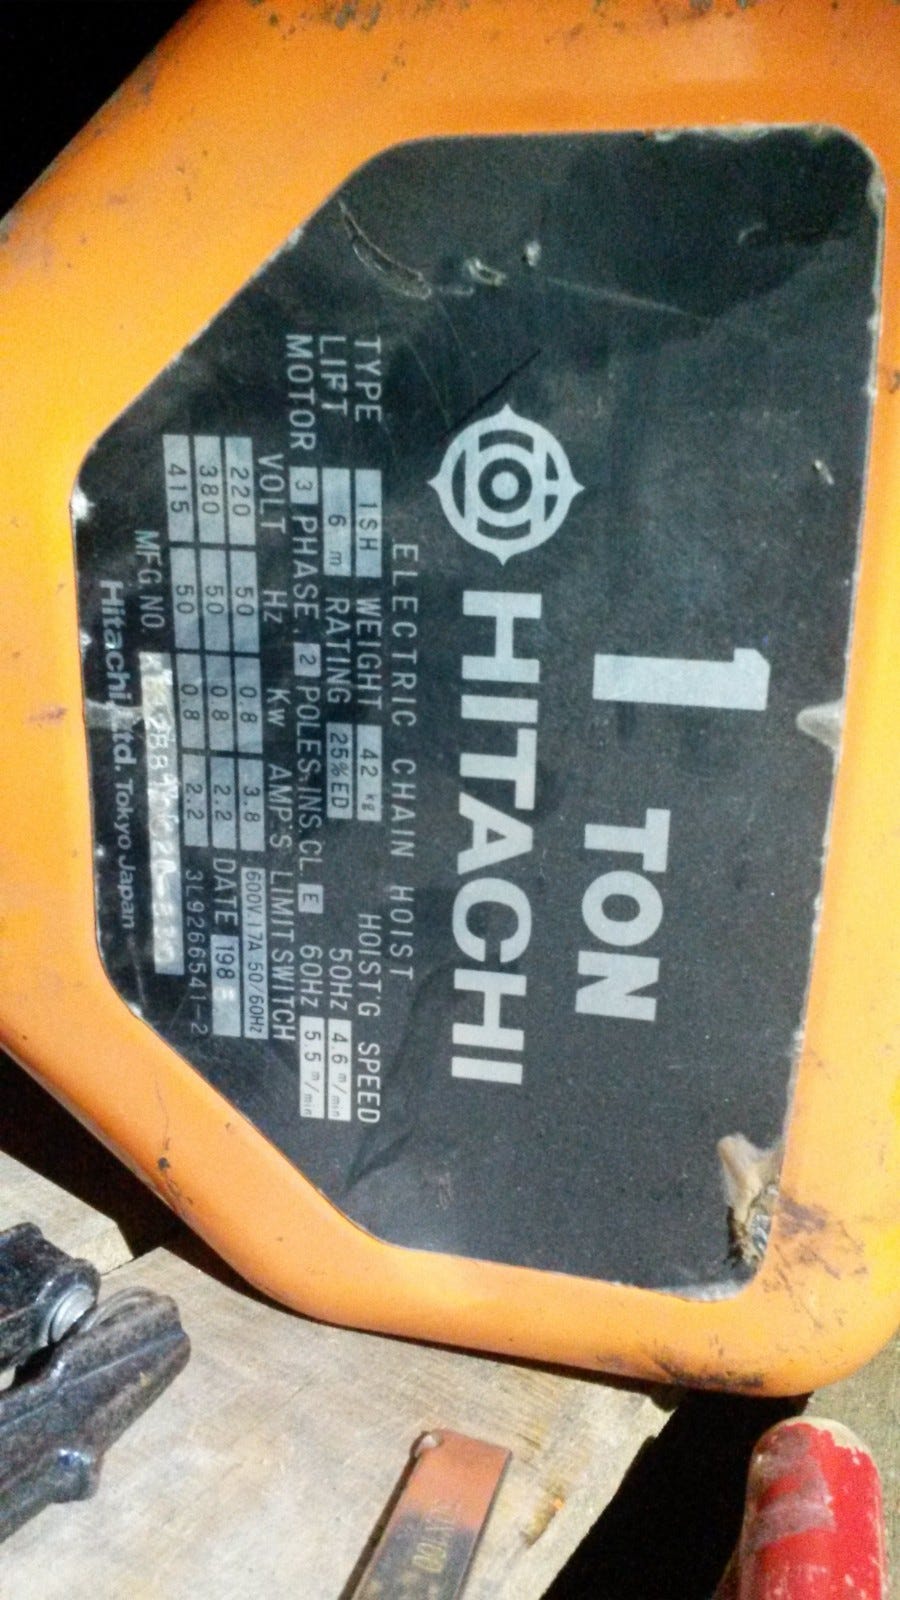 1 TON
HITACHI
ELECTRIC CHAIN HOIST
TYPE 1SH WEIGHT 42 kg HOIST'G SPEED
LIFT 6 m RATING 25%ED 50Hz 4.6 m/min
MOTOR 3 PHASE, 2 POLES, INS. CL. E 60Hz 5.5 m/min
VOLT Hz Kw AMP'S LIMIT SWITCH
220 50 0.8 3.8 600V.17A 50/60Hz
380 50 0.8 2.2 DATE 198
415 50 0.8 2.2 3L9266541-2
MFG.NO.
Hitachi, Ltd. Tokyo Japan